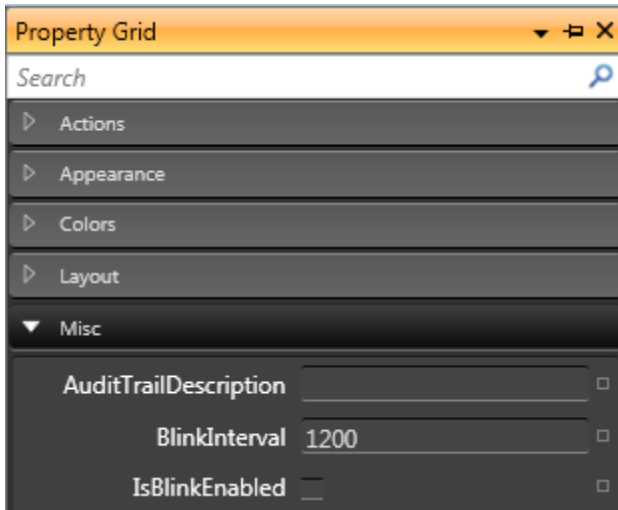 Property Grid
Search
Actions
Appearance
Colors
Layout
Misc
AuditTrailDescription
BlinkInterval 1200
IsBlinkEnabled